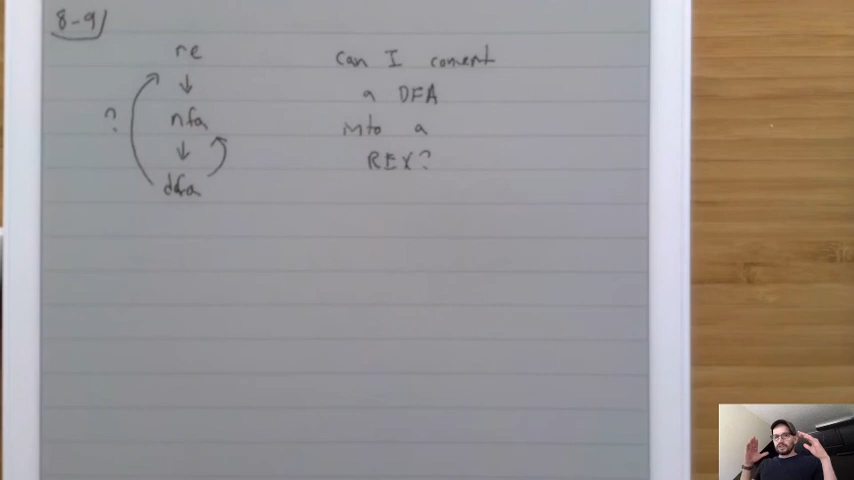 8-9
re
nfa
dfa
?
can I convert
a DFA
into a
REX?